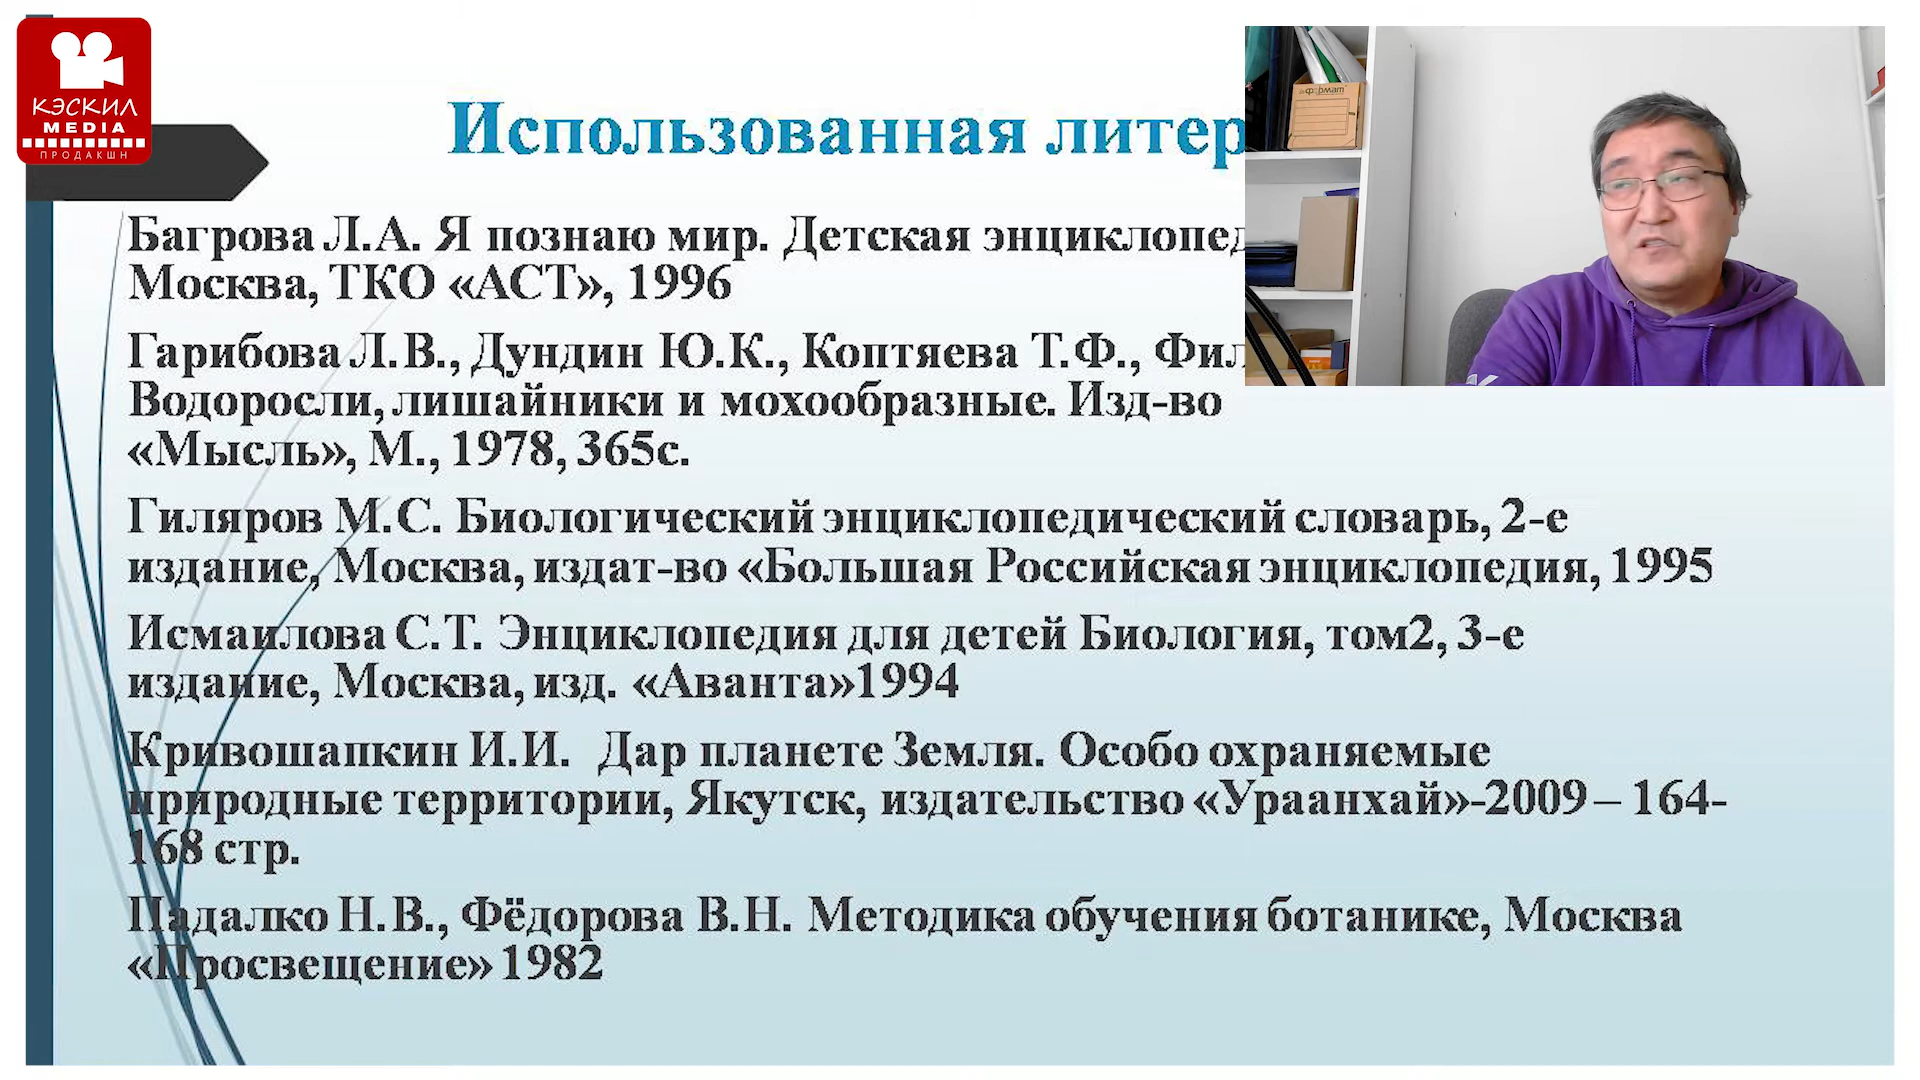 КЭСКИЛ
MEDIA
ПРОДАКШН
Использованная
Багрова Л.А. Я познаю мир. Детская
Москва, ТКО «АСТ», 1996
Гарибова Л.В., Дундин Ю.К., Коптяева Т.Ф.,
Водоросли, лишайники и мохообразные. Изд-во
«Мысль», М., 1978, 365с.
Гиляров М.С. Биологический энциклопедический словарь, 2-е
издание, Москва, издат-во «Большая Российская энциклопедия, 1995
Исмаилова С.Т. Энциклопедия для детей Биология, том2, 3-е
издание, Москва, изд. «Аванта»1994
Кривошапкин И.И. Дар планете Земля. Особо охраняемые
природные территории, Якутск, издательство «Ураанхай»-2009 – 164-
168 стр.
Падалко Н.В., Фёдорова В.Н. Методика обучения ботанике, Москва
«Просвещение» 1982
формат